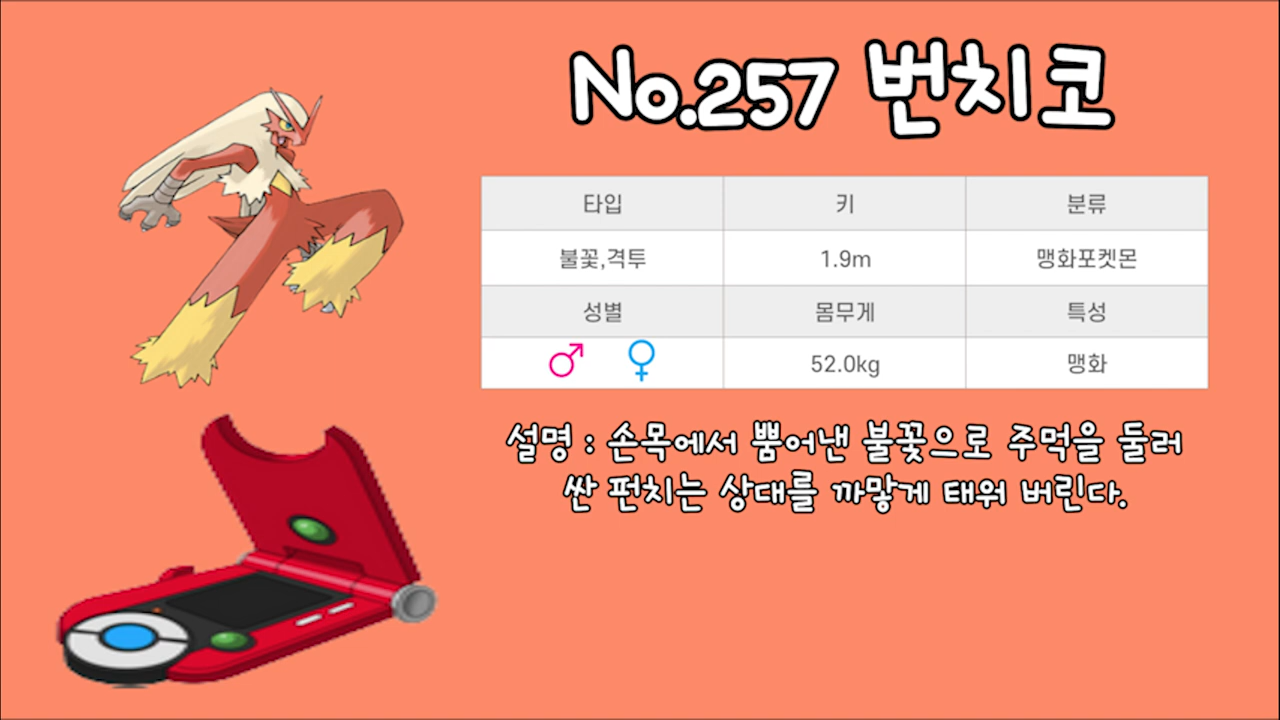 No.257 번치코
타입 키 분류
불꽃,격투 1.9m 맹화포켓몬
성별 몸무게 특성
♂ ♀ 52.0kg 맹화
설명 : 손목에서 뿜어낸 불꽃으로 주먹을 둘러
싼 펀치는 상대를 까맣게 태워 버린다.